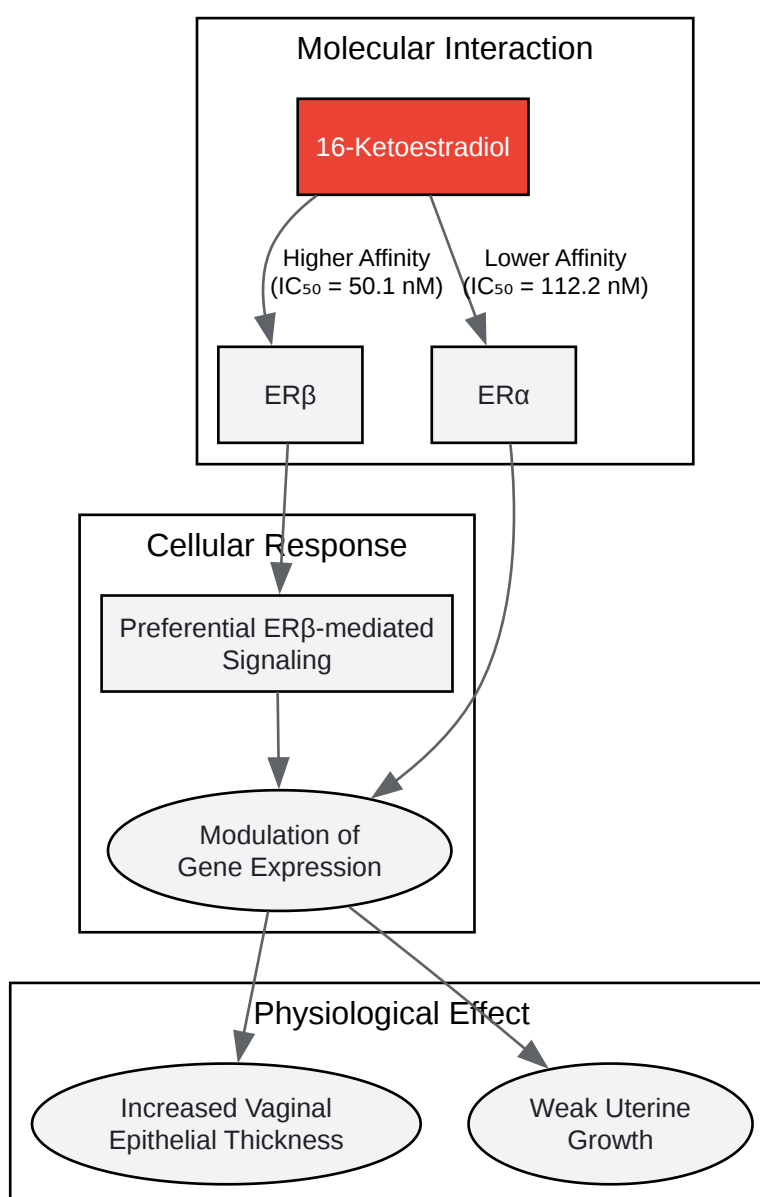 Molecular Interaction
16-Ketoestradiol
Higher Affinity
(IC₅₀ = 50.1 nM)
Lower Affinity
(IC₅₀ = 112.2 nM)
ERβ
ERα
Cellular Response
Preferential ERβ-mediated
Signaling
Modulation of
Gene Expression
Physiological Effect
Increased Vaginal
Epithelial Thickness
Weak Uterine
Growth